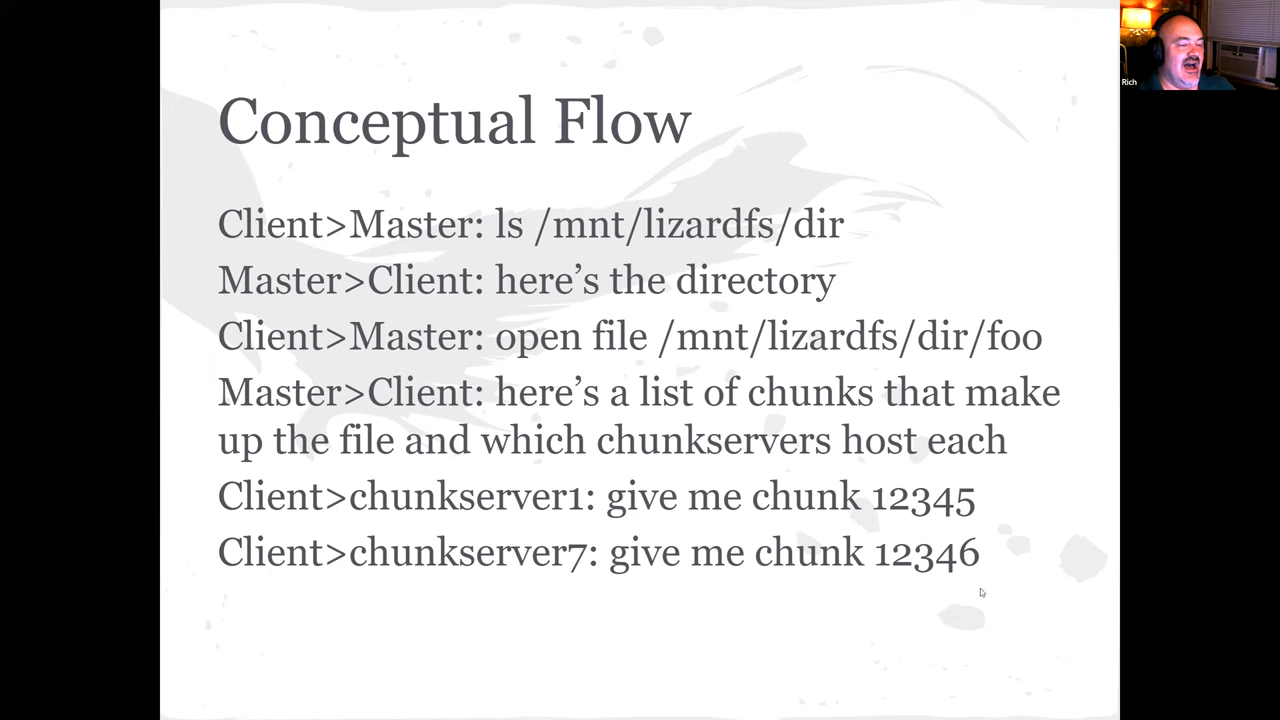 Conceptual Flow
Client>Master: ls /mnt/lizardfs/dir
Master>Client: here’s the directory
Client>Master: open file /mnt/lizardfs/dir/foo
Master>Client: here’s a list of chunks that make
up the file and which chunkservers host each
Client>chunkserver1: give me chunk 12345
Client>chunkserver7: give me chunk 12346
Rich